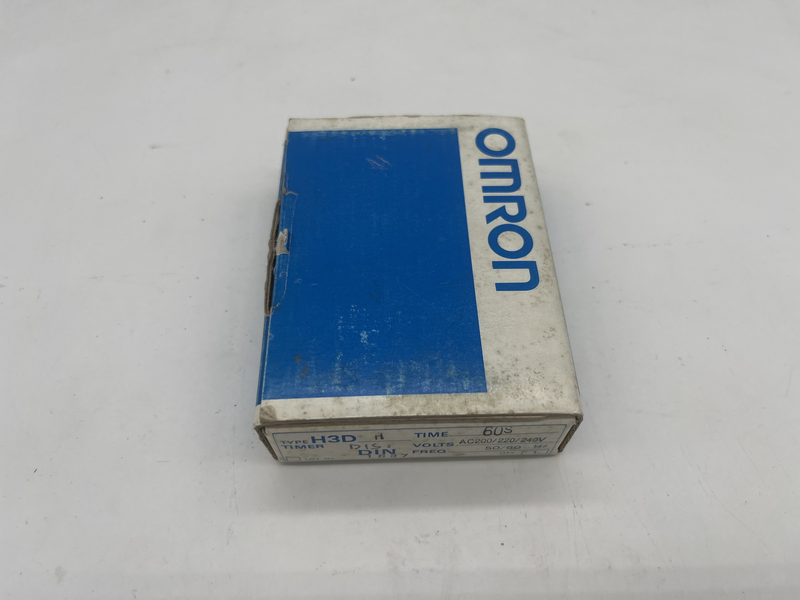 OMRON
TYPE H3D H TIME 60S
TIMER VOLTS AC200/220/240V
DIN FREQ 50/60 Hz